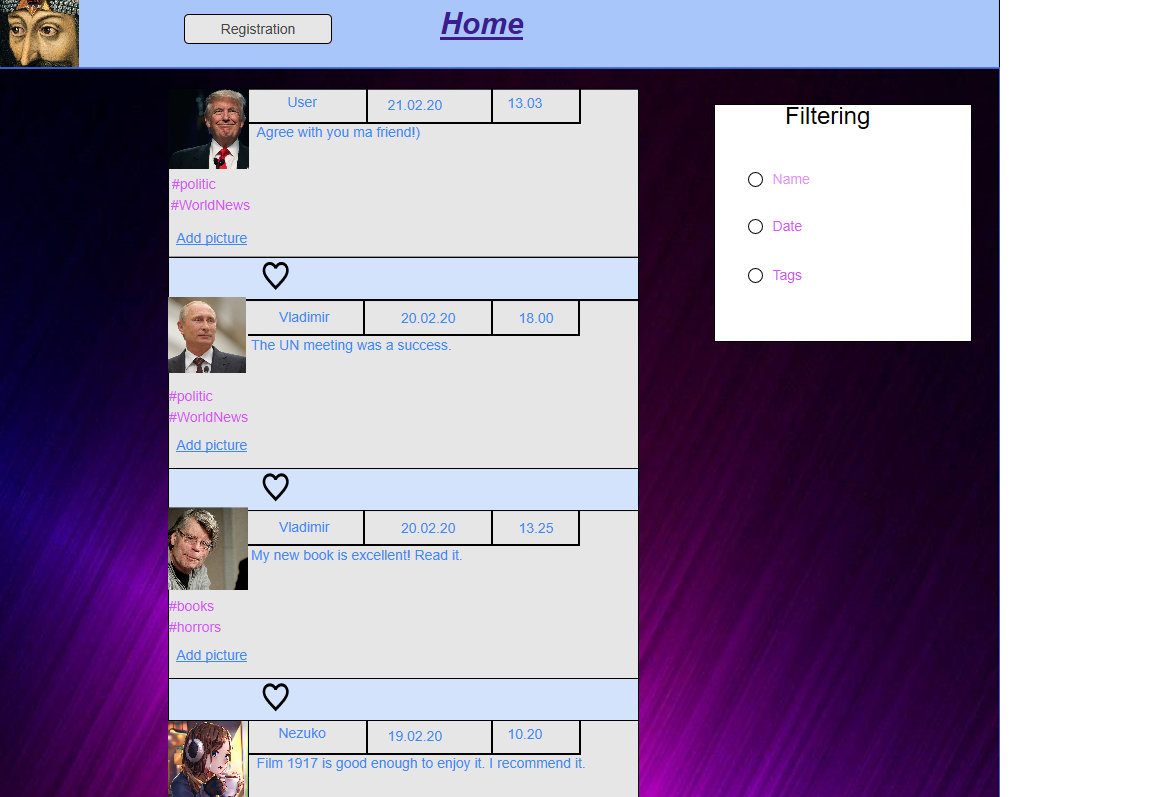 Registration
Home
User 21.02.20 13.03
Agree with you ma friend!)
#politic
#WorldNews
Add picture
Vladimir 20.02.20 18.00
The UN meeting was a success.
#politic
#WorldNews
Add picture
Vladimir 20.02.20 13.25
My new book is excellent! Read it.
#books
#horrors
Add picture
Nezuko 19.02.20 10.20
Film 1917 is good enough to enjoy it. I recommend it.
Filtering
Name
Date
Tags